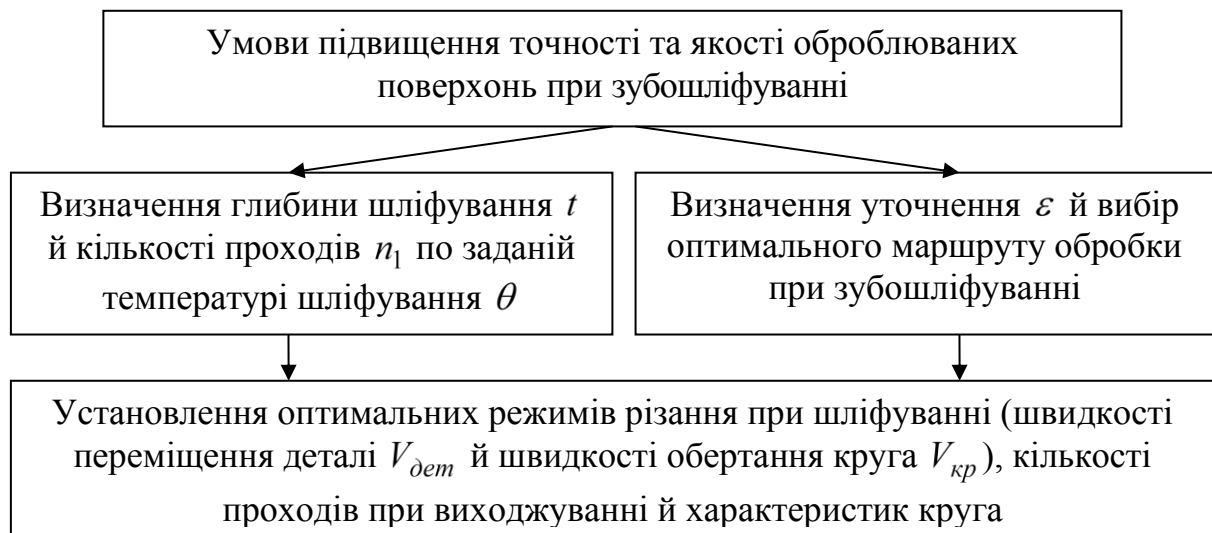 Умови підвищення точності та якості оброблюваних
поверхонь при зубошліфуванні
Визначення глибини шліфування t
й кількості проходів n₁ по заданій
температурі шліфування θ
Визначення уточнення ε й вибір
оптимального маршруту обробки
при зубошліфуванні
Установлення оптимальних режимів різання при шліфуванні (швидкості
переміщення деталі V_дет й швидкості обертання круга V_кр), кількості
проходів при виходжуванні й характеристик круга